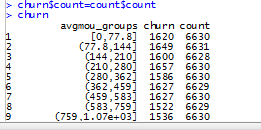 > churn$count=count$count
> churn
avgmou_groups churn count
1 [0,77.8] 1620 6630
2 (77.8,144] 1649 6631
3 (144,210] 1600 6628
4 (210,280] 1657 6630
5 (280,362] 1586 6630
6 (362,459] 1627 6629
7 (459,583] 1627 6630
8 (583,759] 1522 6629
9 (759,1.07e+03] 1536 6630